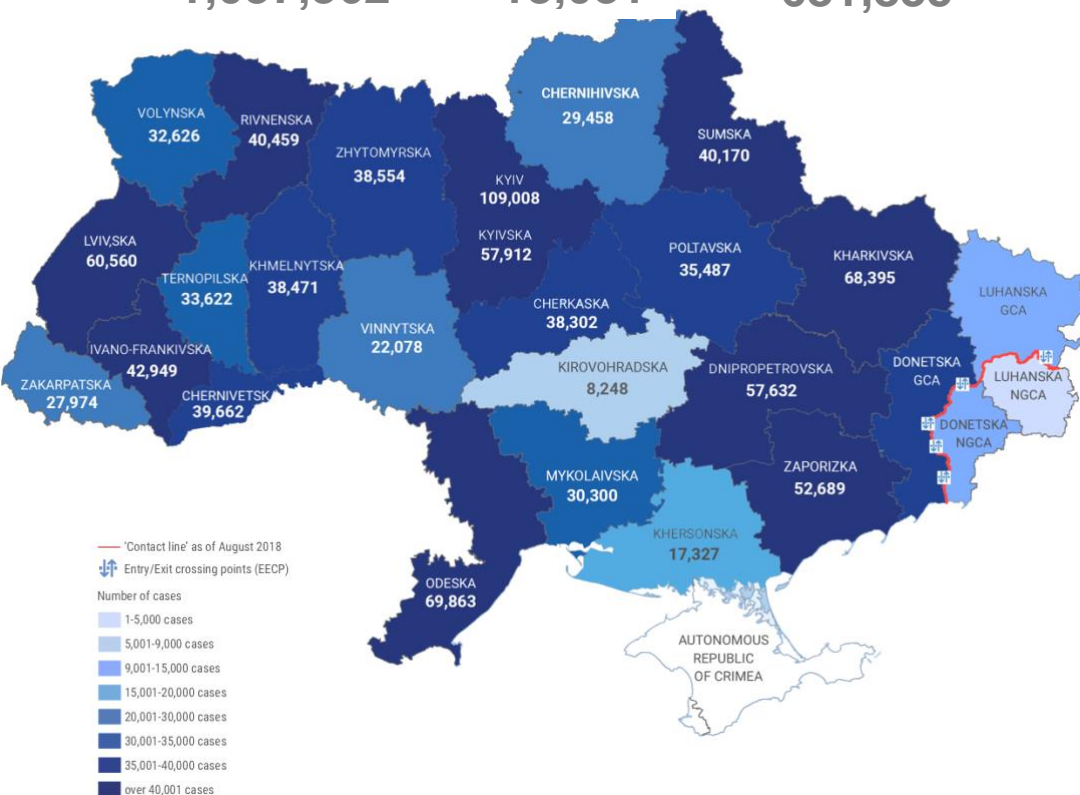 VOLYNSKA
32,626
RIVNENSKA
40,459
ZHYTOMYRSKA
38,554
KYIV
109,008
KYIVSKA
57,912
CHERNIHIVSKA
29,458
SUMSKA
40,170
LVIV,SKA
60,560
TERNOPILSKA
33,622
KHMELNYTSKA
38,471
VINNYTSKA
22,078
CHERKASKA
38,302
POLTAVSKA
35,487
KHARKIVSKA
68,395
LUHANSKA
GCA
IVANO-FRANKIVSKA
42,949
ZAKARPATSKA
27,974
CHERNIVETSKA
39,662
KIROVOHRADSKA
8,248
DNIPROPETROVSKA
57,632
DONETSKA
GCA
LUHANSKA
NGCA
DONETSKA
NGCA
ZAPORIZKA
52,689
MYKOLAIVSKA
30,300
KHERSONSKA
17,327
ODESKA
69,863
AUTONOMOUS
REPUBLIC
OF CRIMEA
'Contact line' as of August 2018
Entry/Exit crossing points (EECP)
Number of cases
1-5,000 cases
5,001-9,000 cases
9,001-15,000 cases
15,001-20,000 cases
20,001-30,000 cases
30,001-35,000 cases
35,001-40,000 cases
over 40,001 cases